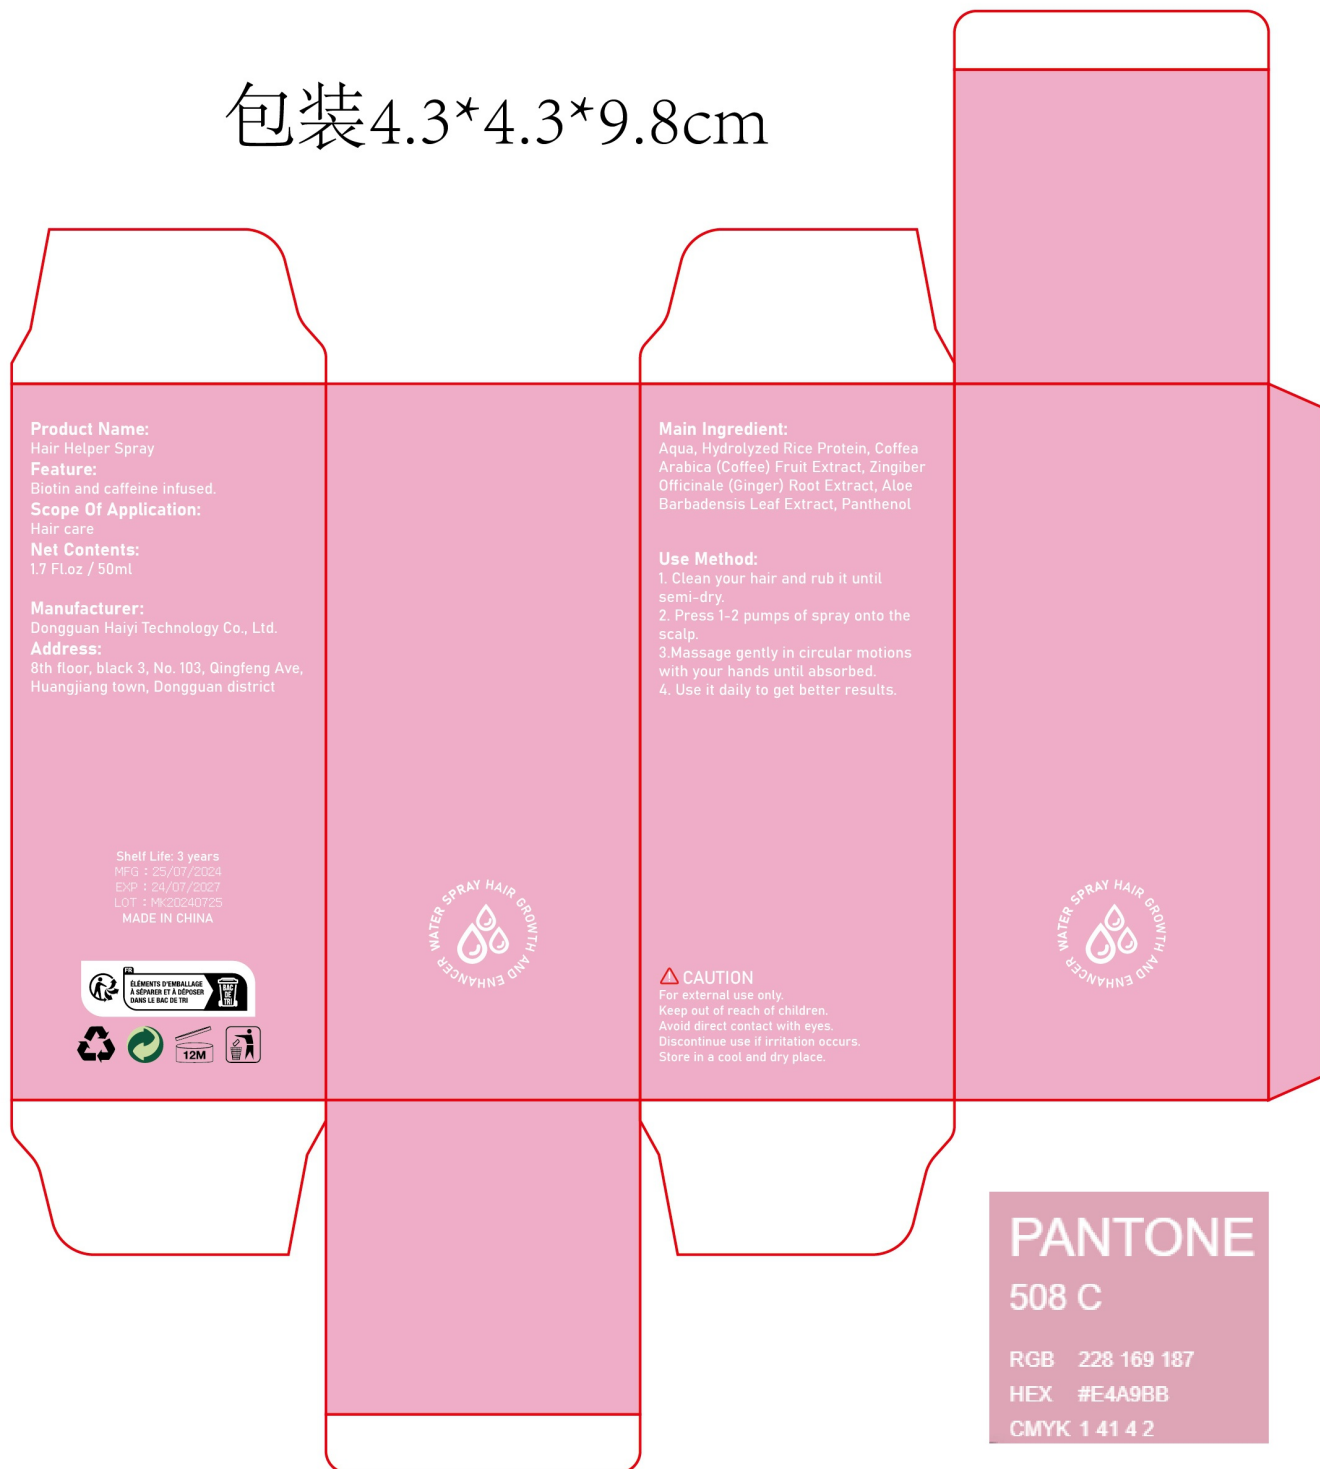 包装4.3*4.3*9.8cm
Product Name:
Hair Helper Spray
Feature:
Biotin and caffeine infused.
Scope Of Application:
Hair care
Net Contents:
1.7 Fl.oz / 50ml
Manufacturer:
Dongguan Haiyi Technology Co., Ltd.
Address:
8th floor, black 3, No. 103, Qingfeng Ave,
Huangjiang town, Dongguan district
Shelf Life: 3 years
MFG : 25/07/2024
EXP : 24/07/2027
LOT : MK20240725
MADE IN CHINA
FR
ÉLÉMENTS D'EMBALLAGE
À SÉPARER ET À DÉPOSER
DANS LE BAC DE TRI
BAC
DE
TRI
12M
WATER SPRAY HAIR GROWTH AND ENHANCER
Main Ingredient:
Aqua, Hydrolyzed Rice Protein, Coffea
Arabica (Coffee) Fruit Extract, Zingiber
Officinale (Ginger) Root Extract, Aloe
Barbadensis Leaf Extract, Panthenol
Use Method:
1. Clean your hair and rub it until
semi-dry.
2. Press 1-2 pumps of spray onto the
scalp.
3.Massage gently in circular motions
with your hands until absorbed.
4. Use it daily to get better results.
CAUTION
For external use only.
Keep out of reach of children.
Avoid direct contact with eyes.
Discontinue use if irritation occurs.
Store in a cool and dry place.
WATER SPRAY HAIR GROWTH AND ENHANCER
PANTONE
508 C
RGB 228 169 187
HEX #E4A9BB
CMYK 1 41 4 2